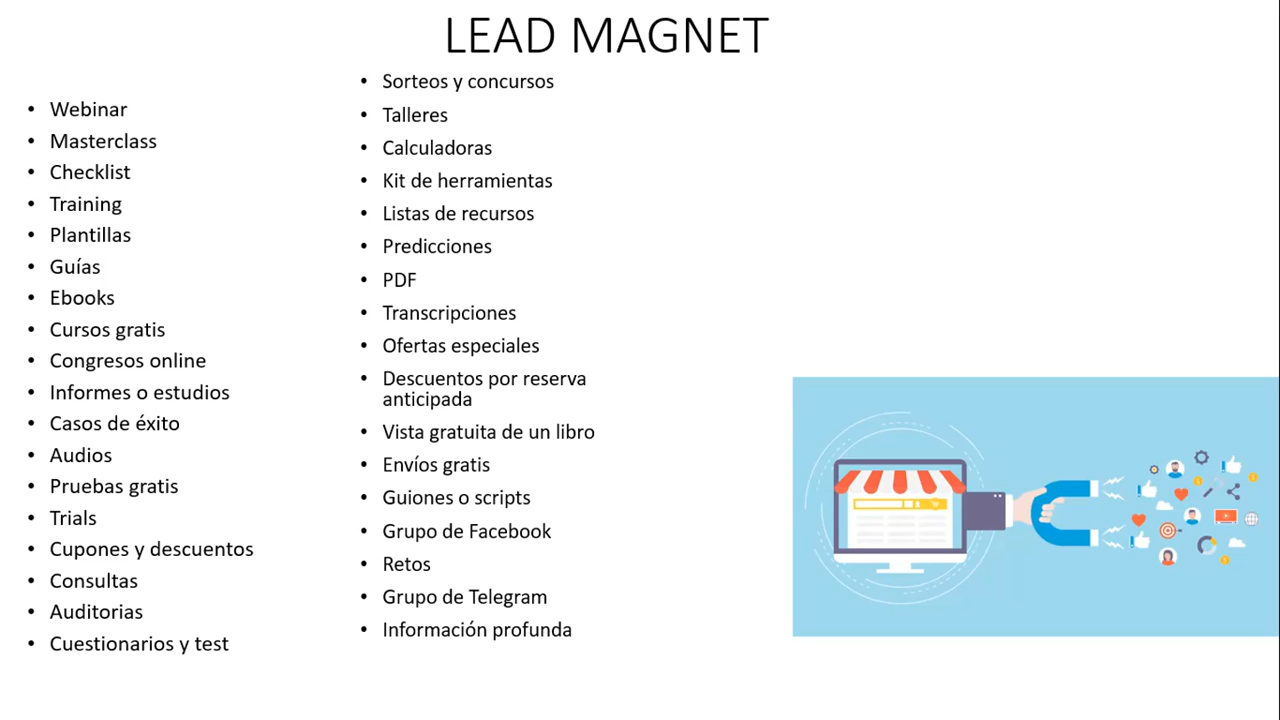 LEAD MAGNET
• Webinar
• Masterclass
• Checklist
• Training
• Plantillas
• Guías
• Ebooks
• Cursos gratis
• Congresos online
• Informes o estudios
• Casos de éxito
• Audios
• Pruebas gratis
• Trials
• Cupones y descuentos
• Consultas
• Auditorias
• Cuestionarios y test
• Sorteos y concursos
• Talleres
• Calculadoras
• Kit de herramientas
• Listas de recursos
• Predicciones
• PDF
• Transcripciones
• Ofertas especiales
• Descuentos por reserva
anticipada
• Vista gratuita de un libro
• Envíos gratis
• Guiones o scripts
• Grupo de Facebook
• Retos
• Grupo de Telegram
• Información profunda